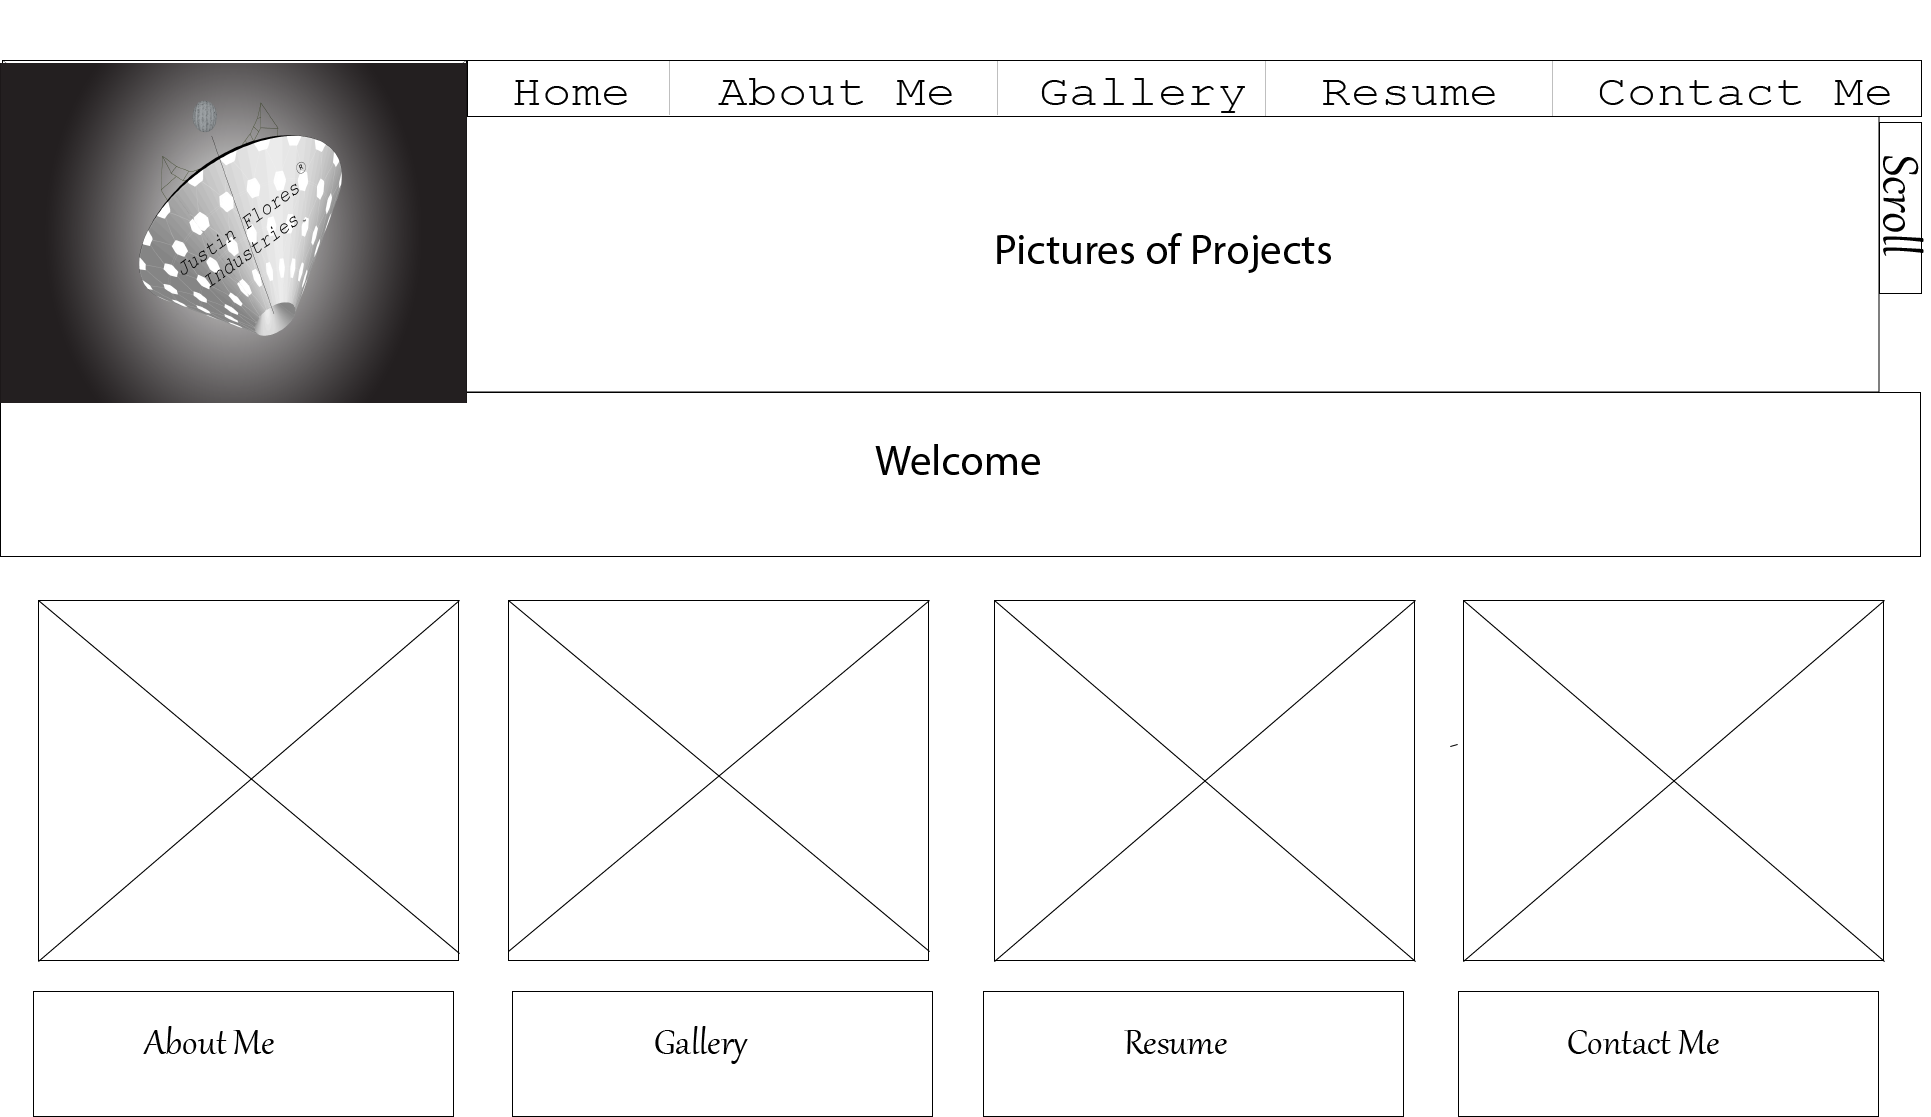 Home About Me Gallery Resume Contact Me
Justin Flores ®
Industries.
Pictures of Projects
Scroll
Welcome
About Me
Gallery
Resume
Contact Me